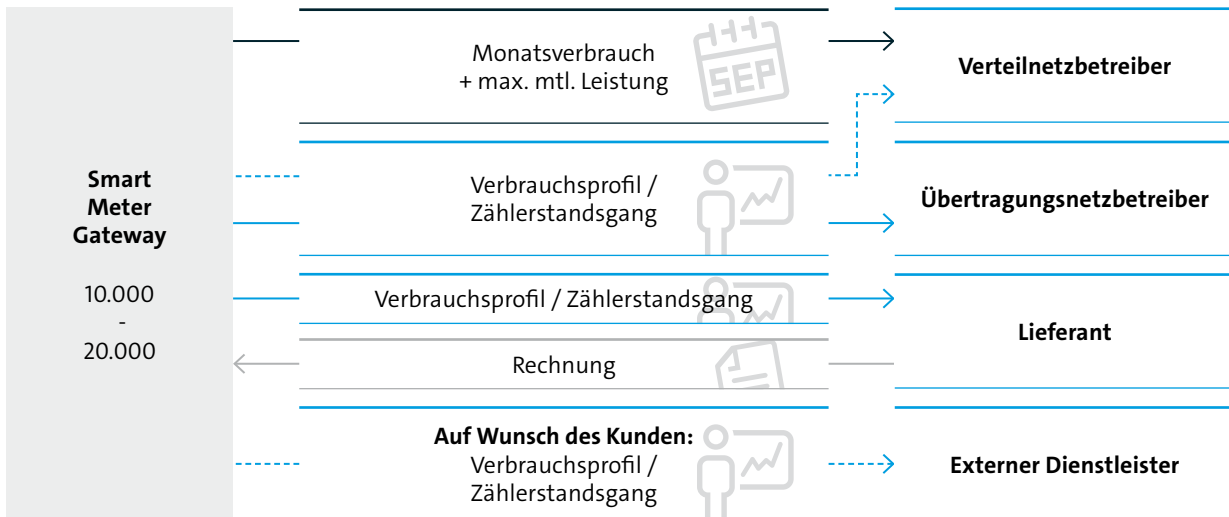 Smart
Meter
Gateway
10.000
-
20.000
Monatsverbrauch
+ max. mtl. Leistung
SEP
Verteilnetzbetreiber
Verbrauchsprofil /
Zählerstandsgang
Übertragungsnetzbetreiber
Verbrauchsprofil / Zählerstandsgang
Rechnung
Lieferant
Auf Wunsch des Kunden:
Verbrauchsprofil /
Zählerstandsgang
Externer Dienstleister